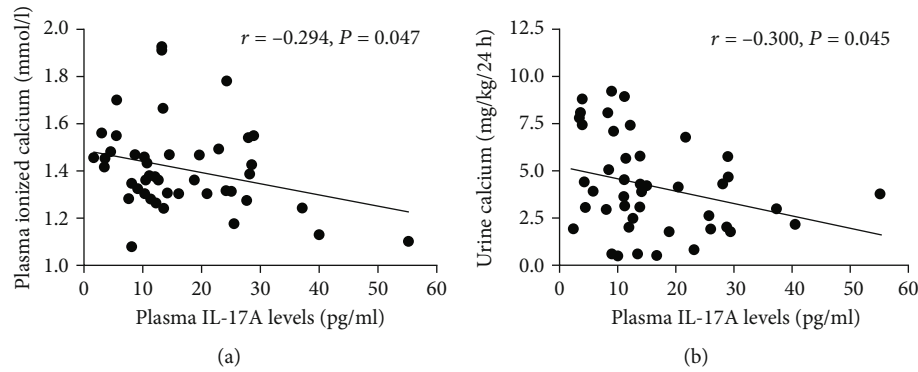 r = –0.294, P = 0.047
Plasma ionized calcium (mmol/l)
2.0
1.8
1.6
1.4
1.2
1.0
0 10 20 30 40 50 60
Plasma IL-17A levels (pg/ml)
(a)
r = –0.300, P = 0.045
Urine calcium (mg/kg/24 h)
12.5
10.0
7.5
5.0
2.5
0.0
0 10 20 30 40 50 60
Plasma IL-17A levels (pg/ml)
(b)